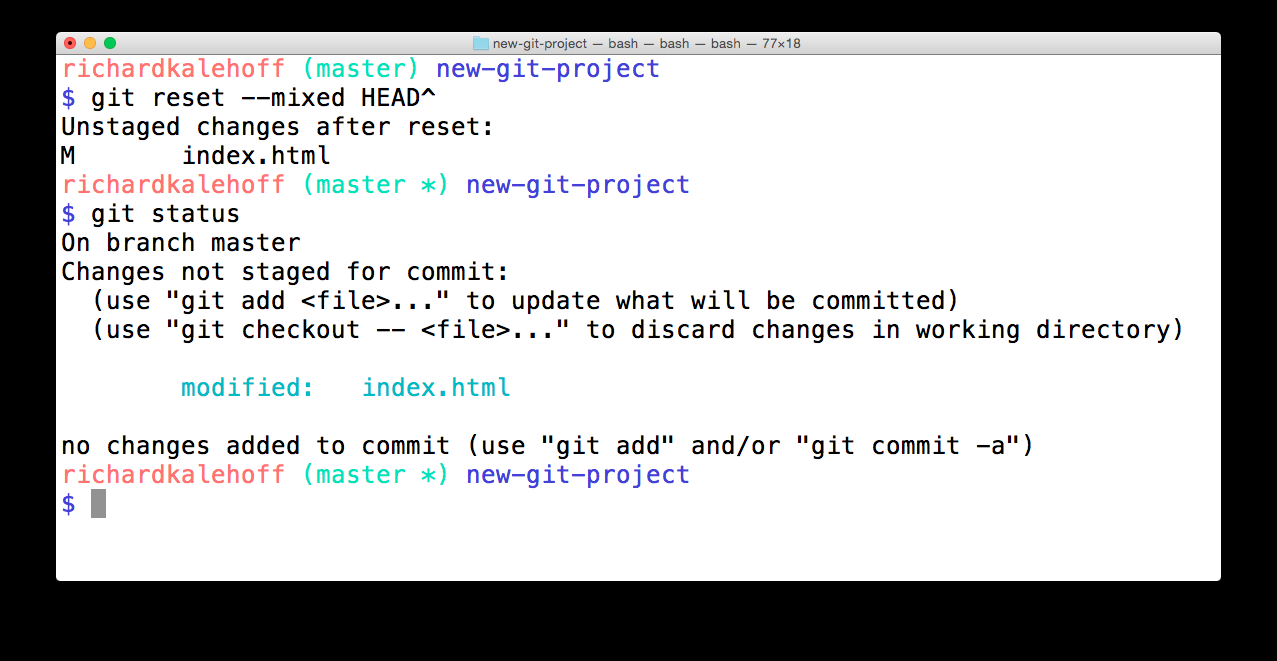 new-git-project — bash — bash — bash — 77×18
richardkalehoff (master) new-git-project
$ git reset --mixed HEAD^
Unstaged changes after reset:
M       index.html
richardkalehoff (master *) new-git-project
$ git status
On branch master
Changes not staged for commit:
  (use "git add <file>..." to update what will be committed)
  (use "git checkout -- <file>..." to discard changes in working directory)
        modified:   index.html
no changes added to commit (use "git add" and/or "git commit -a")
richardkalehoff (master *) new-git-project
$